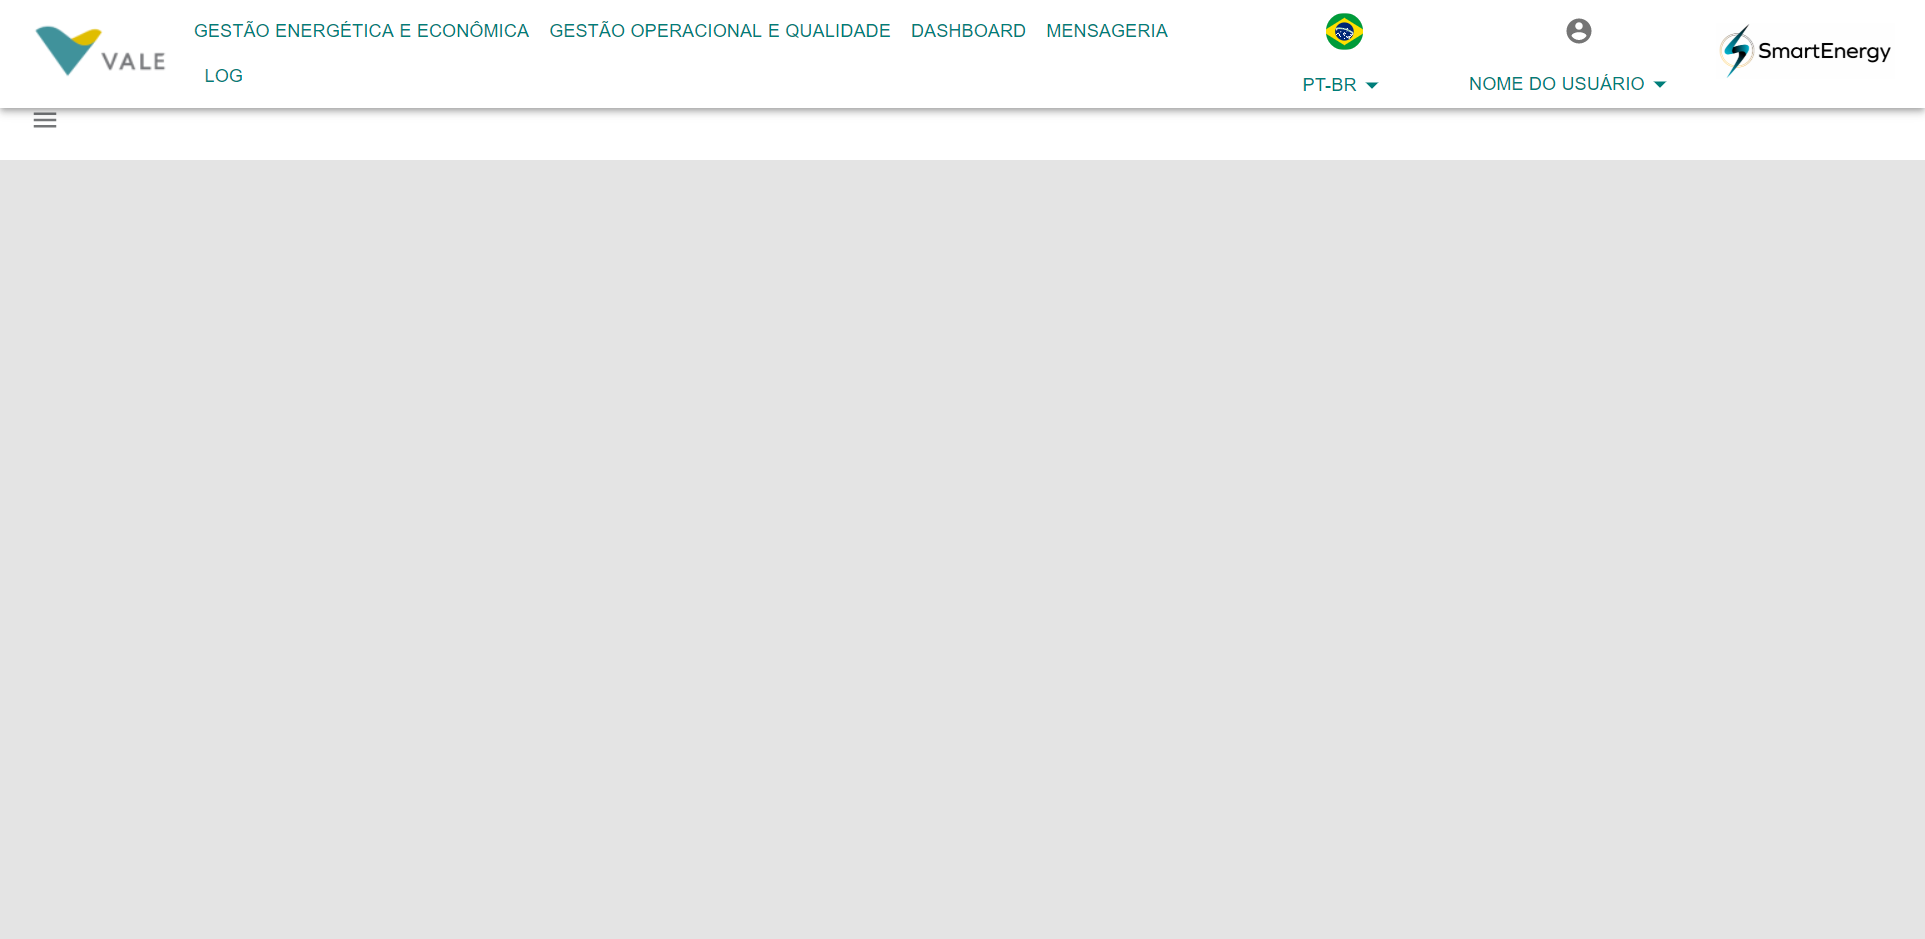 VALE
GESTÃO ENERGÉTICA E ECONÔMICA GESTÃO OPERACIONAL E QUALIDADE DASHBOARD MENSAGERIA
LOG
PT-BR
NOME DO USUÁRIO
SmartEnergy